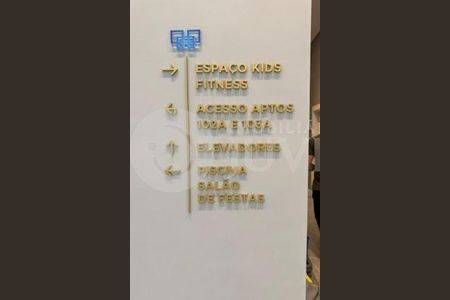 ESPAÇO KIDS
FITNESS
ACESSO APTOS
102A E 103A
ELEVADORES
PISCINA
SALÃO
DE FESTAS